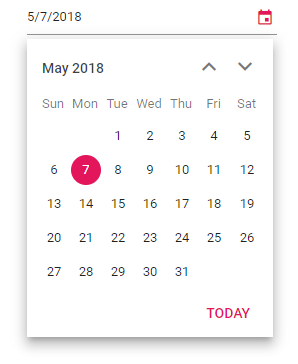 5/7/2018
May 2018
Sun Mon Tue Wed Thu Fri Sat
1 2 3 4 5
6 7 8 9 10 11 12
13 14 15 16 17 18 19
20 21 22 23 24 25 26
27 28 29 30 31
TODAY